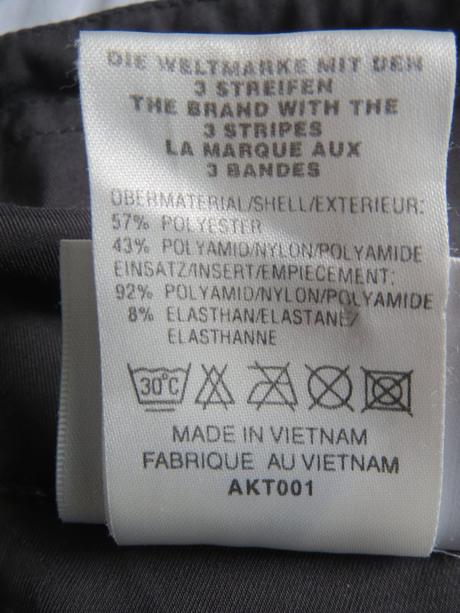 DIE WELTMARKE MIT DEN
3 STREIFEN
THE BRAND WITH THE
3 STRIPES
LA MARQUE AUX
3 BANDES
OBERMATERIAL/SHELL/EXTERIEUR:
57% POLYESTER
43% POLYAMID/NYLON/POLYAMIDE
EINSATZ/INSERT/EMPIECEMENT:
92% POLYAMID/NYLON/POLYAMIDE
8% ELASTHAN/ELASTANE/
ELASTHANNE
30°C
MADE IN VIETNAM
FABRIQUE AU VIETNAM
AKT001